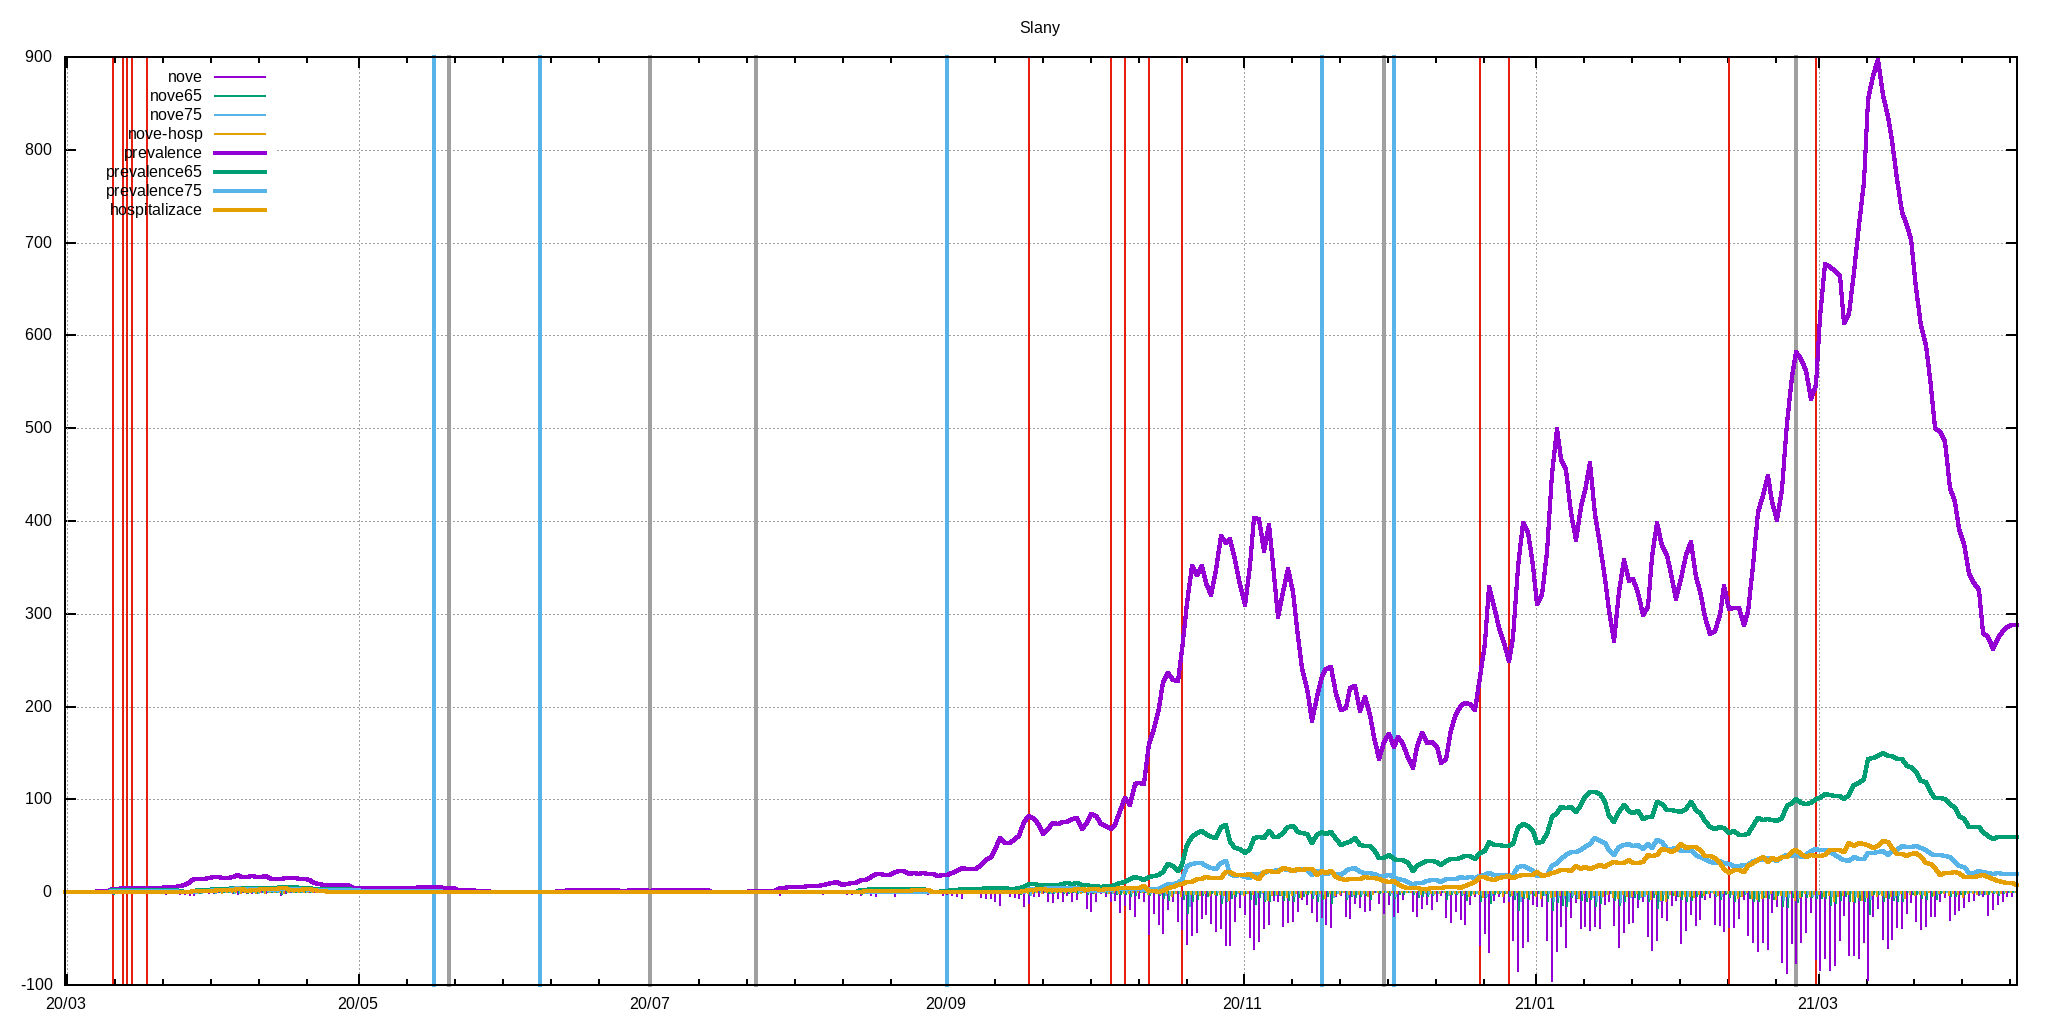 Slany
900
800
700
600
500
400
300
200
100
0
-100
nove
nove65
nove75
nove-hosp
prevalence
prevalence65
prevalence75
hospitalizace
20/03 20/05 20/07 20/09 20/11 21/01 21/03